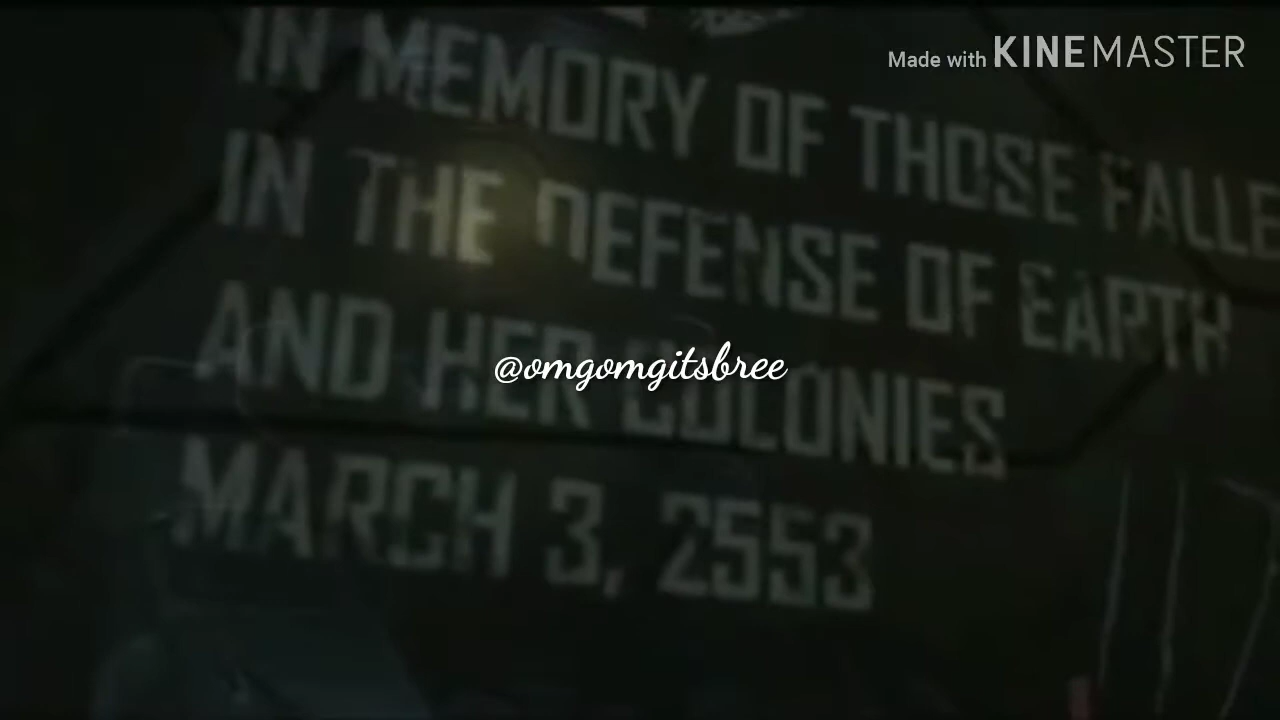 Made with KINEMASTER
IN MEMORY OF THOSE FALLE
IN THE DEFENSE OF EARTH
@omgomgitsbree
AND HER COLONIES
MARCH 3, 2553